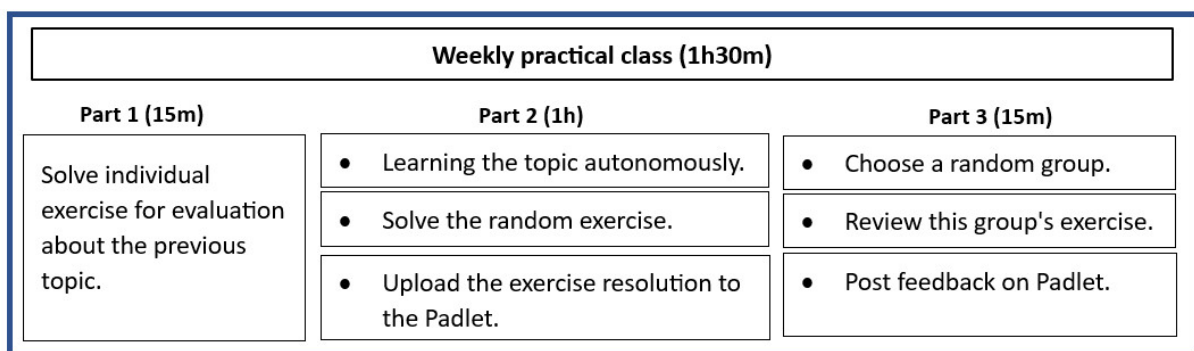 Weekly practical class (1h30m)
Part 1 (15m)
Solve individual
exercise for evaluation
about the previous
topic.
Part 2 (1h)
• Learning the topic autonomously.
• Solve the random exercise.
• Upload the exercise resolution to
the Padlet.
Part 3 (15m)
• Choose a random group.
• Review this group's exercise.
• Post feedback on Padlet.